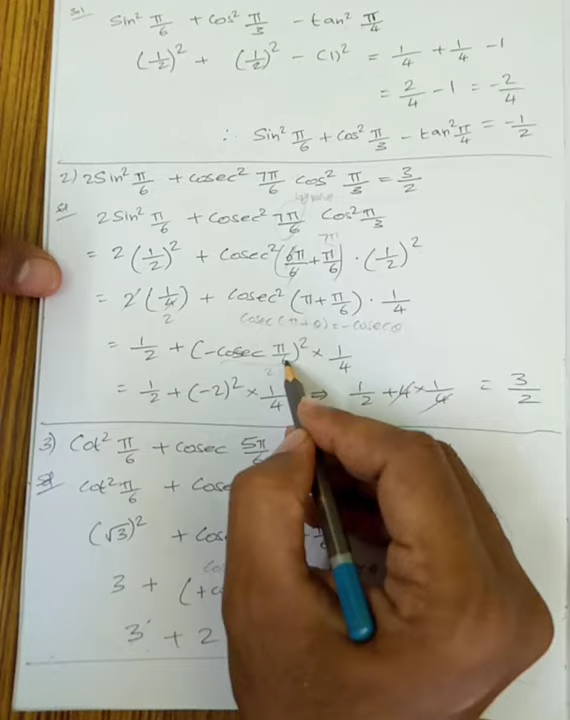 Sol
sin² π/6 + cos² π/3 - tan² π/4
(1/2)² + (1/2)² - (1)² = 1/4 + 1/4 - 1
= 2/4 - 1 = -2/4
∴ sin² π/6 + cos² π/3 - tan² π/4 = -1/2
2) 2sin² π/6 + cosec² 7π/6 cos² π/3 = 3/2
Sol 2sin² π/6 + cosec² 7π/6 cos² π/3
7π
= 2(1/2)² + cosec²(6π/6 + π/6) · (1/2)²
= 2(1/4) + cosec²(π + π/6) · 1/4
2
cosec(π+θ) = -cosecθ
= 1/2 + (-cosec π/6)² × 1/4
2
= 1/2 + (-2)² × 1/4 ⇒ 1/2 + 4 × 1/4 = 3/2
3) Cot² π/6 + cosec 5π/6
Sol cot² π/6 +
(√3)² +
3 + (+
3 + 2